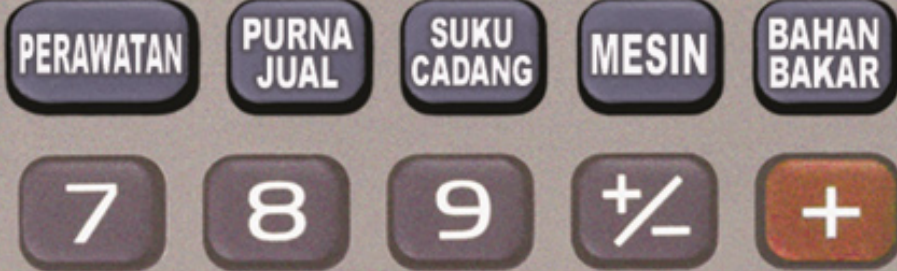 PERAWATAN
PURNA
JUAL
SUKU
CADANG
MESIN
BAHAN
BAKAR
7 8 9 +/− +